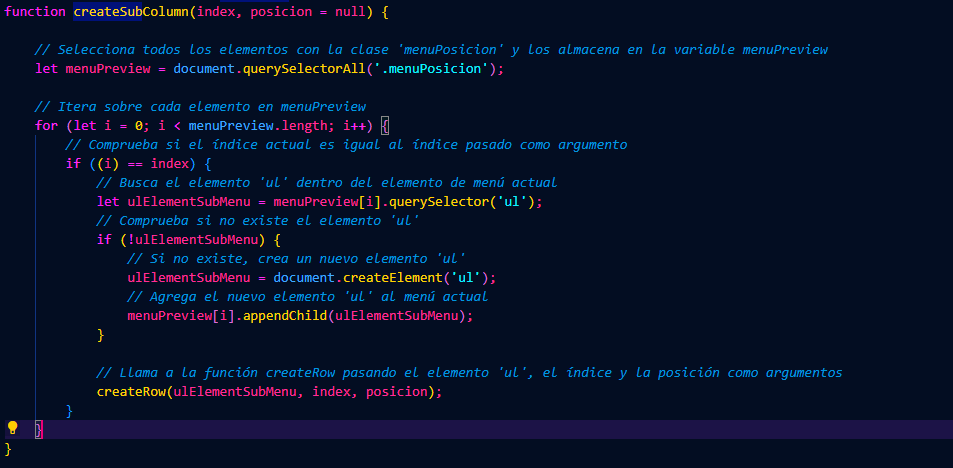 function createSubColumn(index, posicion = null) {
// Selecciona todos los elementos con la clase 'menuPosicion' y los almacena en la variable menuPreview
let menuPreview = document.querySelectorAll('.menuPosicion');
// Itera sobre cada elemento en menuPreview
for (let i = 0; i < menuPreview.length; i++) {
// Comprueba si el índice actual es igual al índice pasado como argumento
if ((i) == index) {
// Busca el elemento 'ul' dentro del elemento de menú actual
let ulElementSubMenu = menuPreview[i].querySelector('ul');
// Comprueba si no existe el elemento 'ul'
if (!ulElementSubMenu) {
// Si no existe, crea un nuevo elemento 'ul'
ulElementSubMenu = document.createElement('ul');
// Agrega el nuevo elemento 'ul' al menú actual
menuPreview[i].appendChild(ulElementSubMenu);
}
// Llama a la función createRow pasando el elemento 'ul', el índice y la posición como argumentos
createRow(ulElementSubMenu, index, posicion);
}
}
}